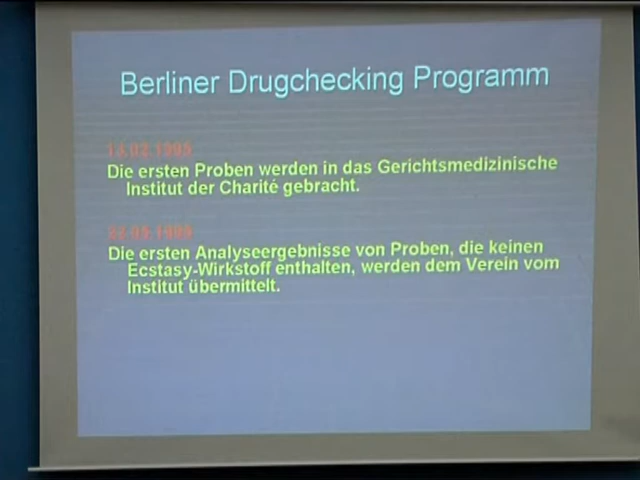 Berliner Drugchecking Programm
Die ersten Proben werden in das Gerichtsmedizinische
Institut der Charité gebracht.
Die ersten Analyseergebnisse von Proben, die keinen
Ecstasy-Wirkstoff enthalten, werden dem Verein vom
Institut übermittelt.